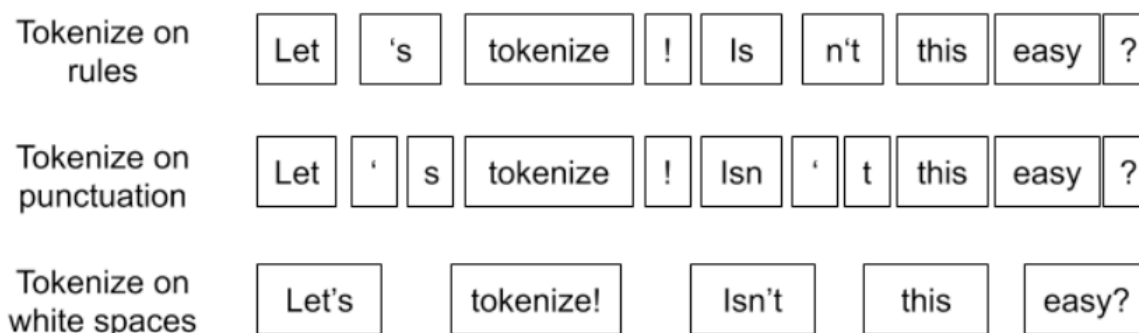 Tokenize on
rules
Let ‘s tokenize ! Is n‘t this easy ?
Tokenize on
punctuation
Let ‘ s tokenize ! Isn ‘ t this easy ?
Tokenize on
white spaces
Let’s tokenize! Isn’t this easy?